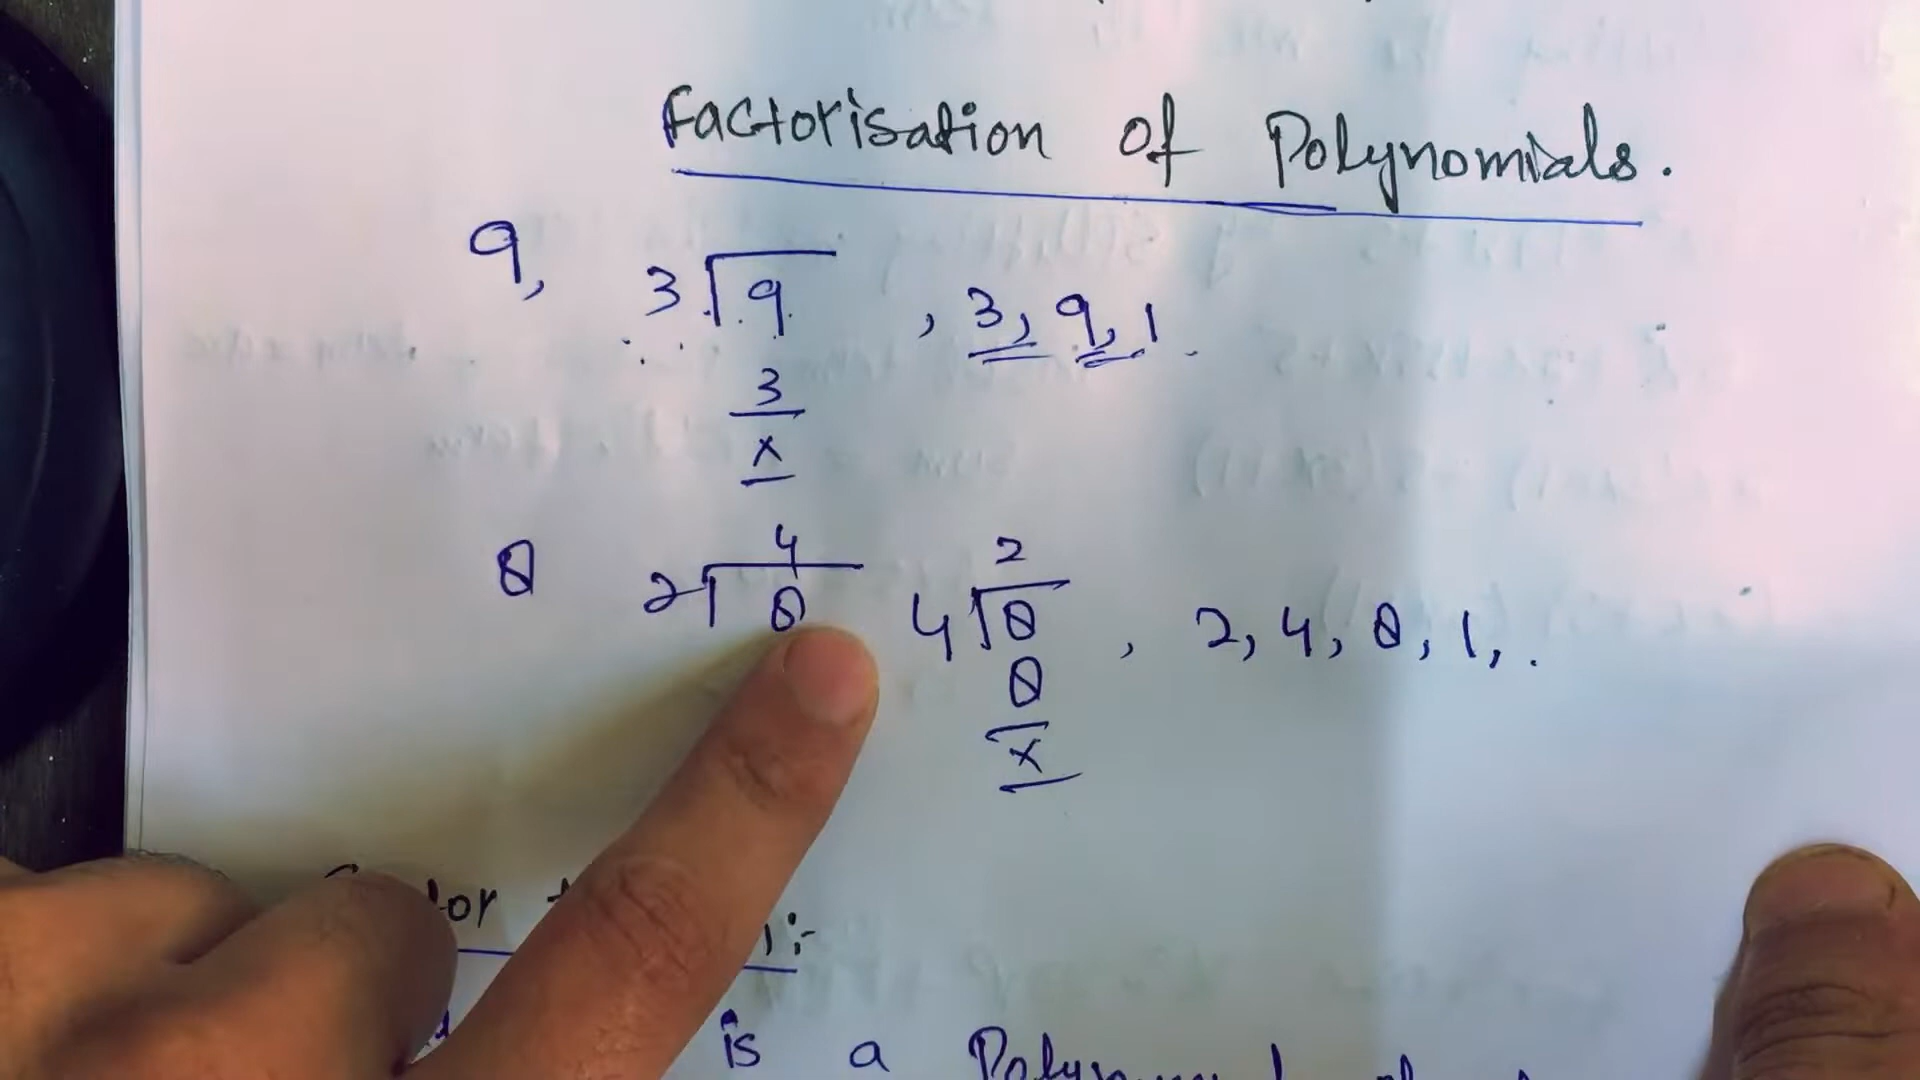 Factorisation of Polynomials.
9, 3 9 , 3, 9, 1.
3
x
4 2
8 2 8 4 8 , 2, 4, 8, 1, .
8
x
is a